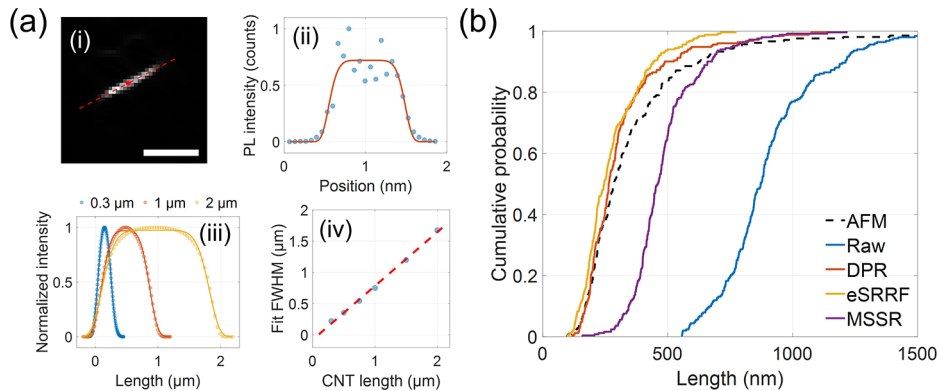 (a)
(i)
(ii)
PL intensity (counts)
1
0.5
0
0 1 2
Position (nm)
0.3 µm 1 µm 2 µm
(iii)
Normalized intensity
1
0.5
0
0 1 2
Length (µm)
(iv)
Fit FWHM (µm)
2
1.5
1
0.5
0
0 0.5 1 1.5 2
CNT length (µm)
(b)
Cumulative probability
1
0.8
0.6
0.4
0.2
0
0 500 1000 1500
Length (nm)
AFM
Raw
DPR
eSRRF
MSSR